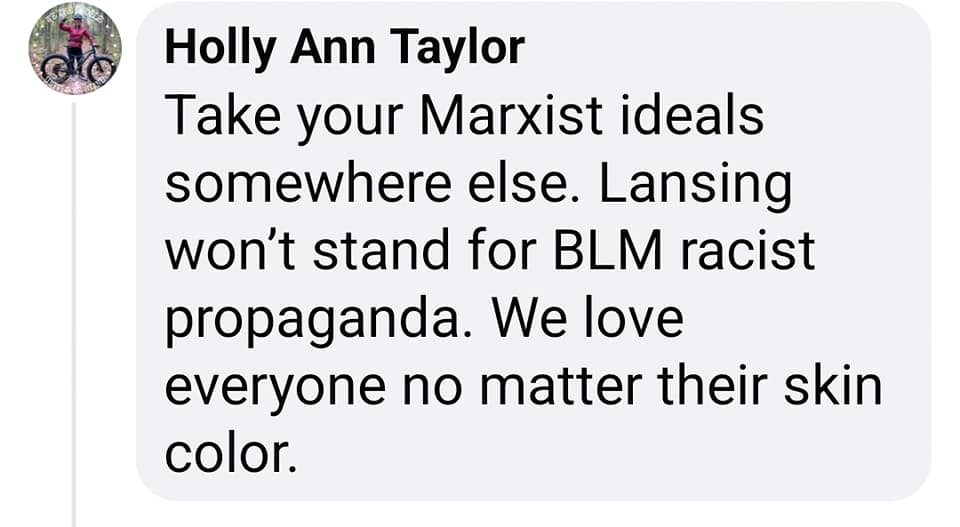 Holly Ann Taylor
Take your Marxist ideals
somewhere else. Lansing
won’t stand for BLM racist
propaganda. We love
everyone no matter their skin
color.